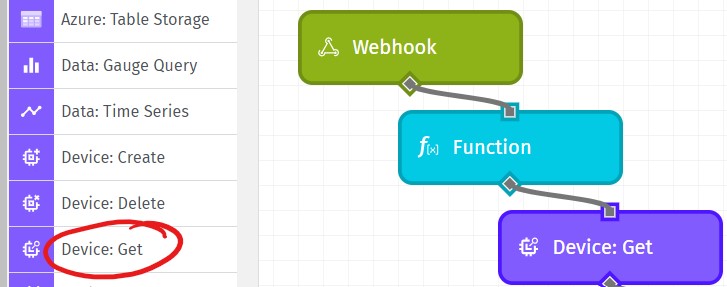 Azure: Table Storage
Data: Gauge Query
Data: Time Series
Device: Create
Device: Delete
Device: Get
Webhook
f[x] Function
Device: Get